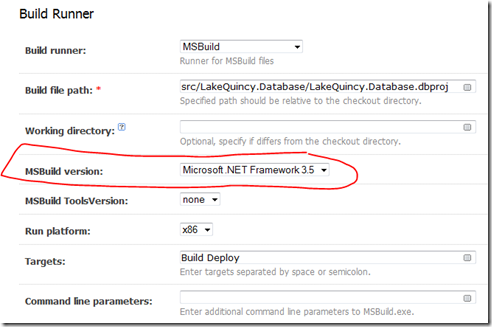 Build Runner
Build runner: MSBuild
Runner for MSBuild files
Build file path: * src/LakeQuincy.Database/LakeQuincy.Database.dbproj
Specified path should be relative to the checkout directory.
Working directory: ?
Optional, specify if differs from the checkout directory.
MSBuild version: Microsoft .NET Framework 3.5
MSBuild ToolsVersion: none
Run platform: x86
Targets: Build Deploy
Enter targets separated by space or semicolon.
Command line parameters:
Enter additional command line parameters to MSBuild.exe.